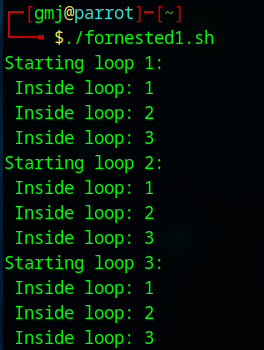 ┌─[gmj@parrot]─[~]
└──╼ $./fornested1.sh
Starting loop 1:
 Inside loop: 1
 Inside loop: 2
 Inside loop: 3
Starting loop 2:
 Inside loop: 1
 Inside loop: 2
 Inside loop: 3
Starting loop 3:
 Inside loop: 1
 Inside loop: 2
 Inside loop: 3